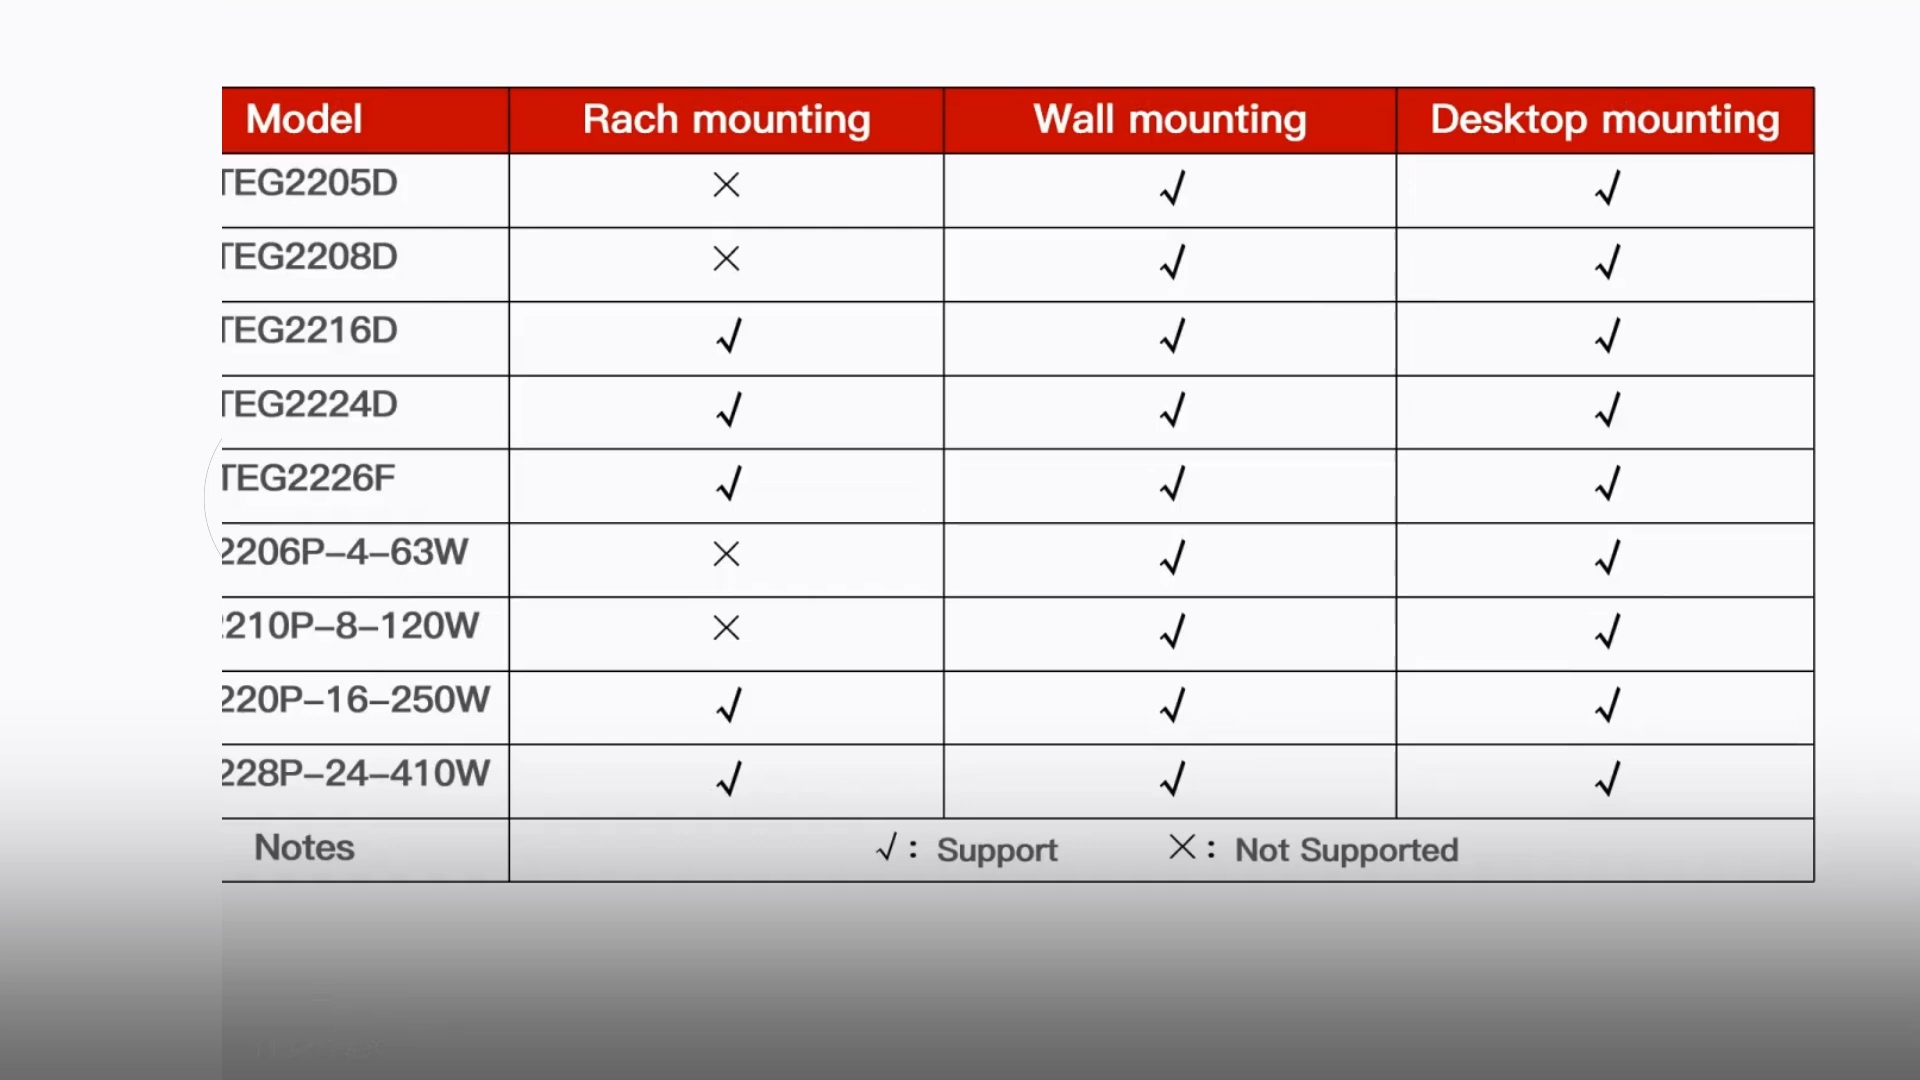 Model Rach mounting Wall mounting Desktop mounting
TEG2205D × √ √
TEG2208D × √ √
TEG2216D √ √ √
TEG2224D √ √ √
TEG2226F √ √ √
2206P–4–63W × √ √
210P–8–120W × √ √
220P–16–250W √ √ √
228P–24–410W √ √ √
Notes √： Support ×： Not Supported